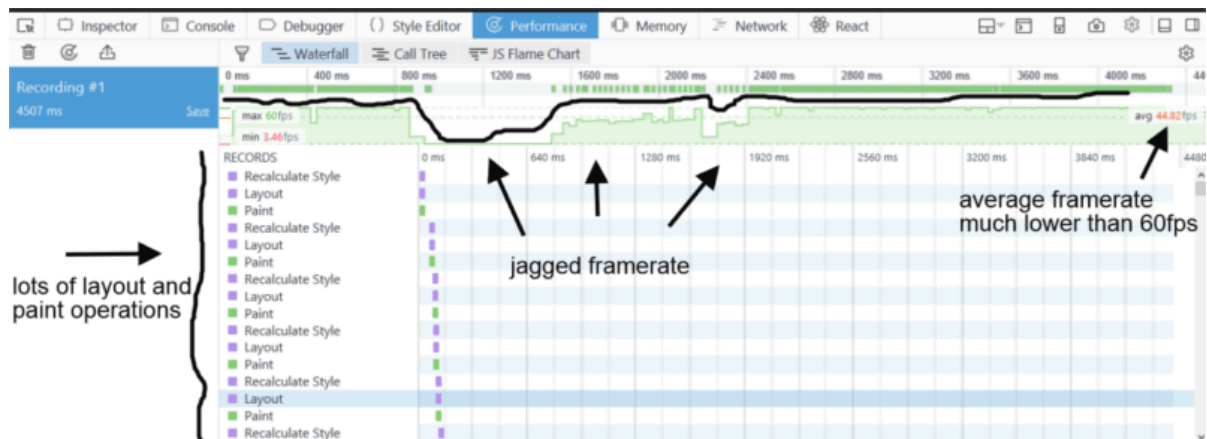 Inspector Console Debugger { } Style Editor Performance Memory Network React
Waterfall Call Tree JS Flame Chart
Recording #1
4507 ms Save
0 ms 400 ms 800 ms 1200 ms 1600 ms 2000 ms 2400 ms 2800 ms 3200 ms 3600 ms 4000 ms 44
max 60fps
avg 44.82fps
min 3.46fps
RECORDS 0 ms 640 ms 1280 ms 1920 ms 2560 ms 3200 ms 3840 ms 4480
Recalculate Style
Layout
Paint
Recalculate Style
Layout
Paint
Recalculate Style
Layout
Paint
Recalculate Style
Layout
Paint
Recalculate Style
Layout
Paint
Recalculate Style
lots of layout and
paint operations
jagged framerate
average framerate
much lower than 60fps